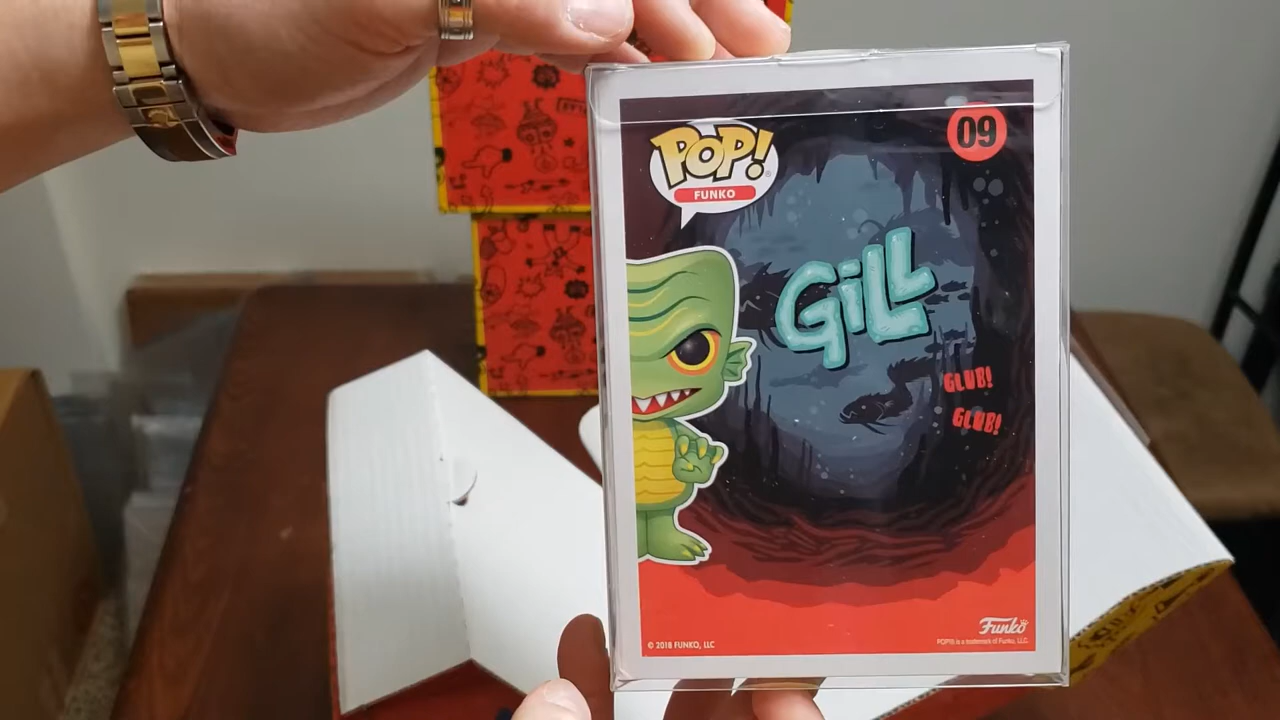 POP!
FUNKO
09
GiLL
GLUB!
GLUB!
© 2018 FUNKO, LLC
Funko
POP!® is a trademark of Funko, LLC.